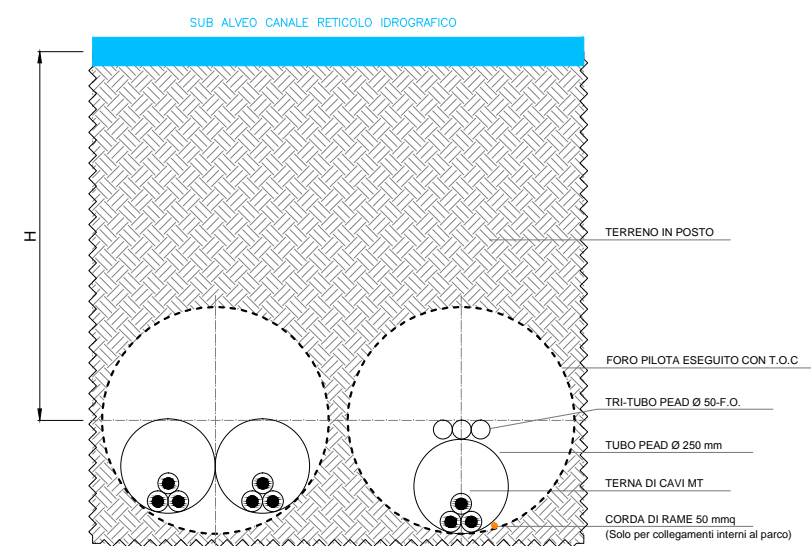 SUB ALVEO CANALE RETICOLO IDROGRAFICO
H
TERRENO IN POSTO
FORO PILOTA ESEGUITO CON T.O.C
TRI-TUBO PEAD Ø 50-F.O.
TUBO PEAD Ø 250 mm
TERNA DI CAVI MT
CORDA DI RAME 50 mmq
(Solo per collegamenti interni al parco)